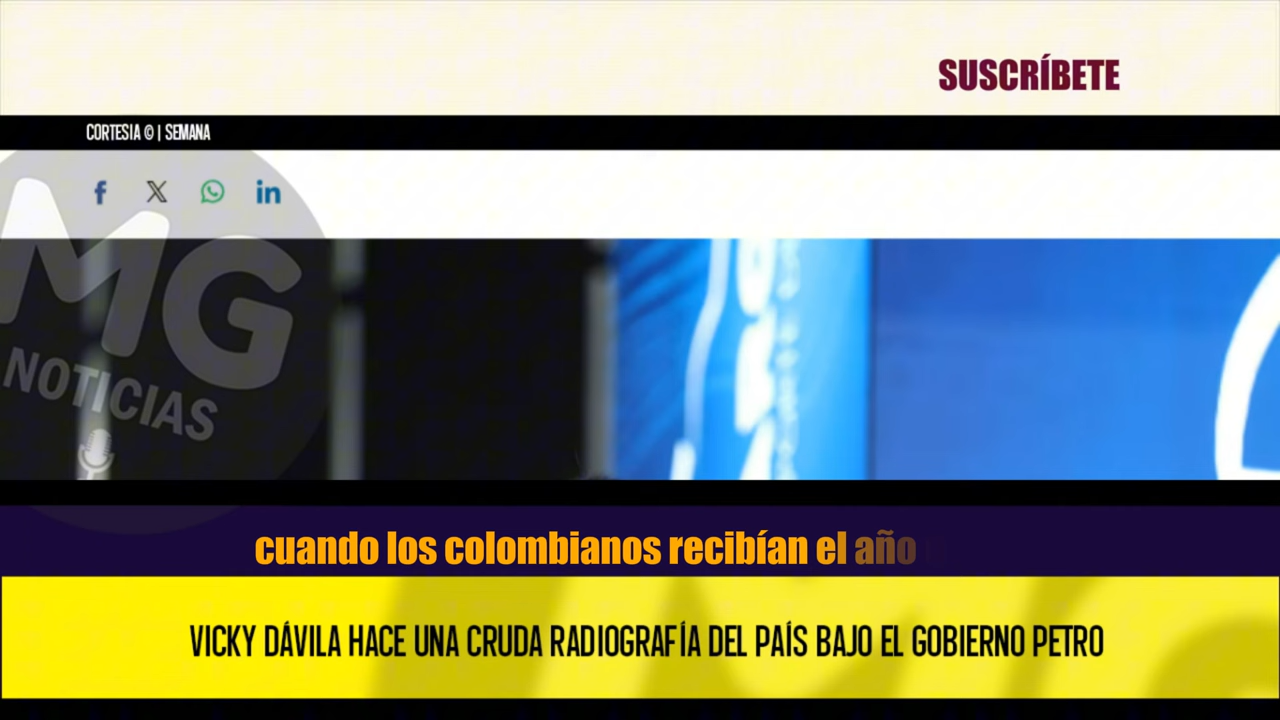 SUSCRÍBETE
CORTESIA © | SEMANA
MG
NOTICIAS
cuando los colombianos recibían el año
VICKY DÁVILA HACE UNA CRUDA RADIOGRAFÍA DEL PAÍS BAJO EL GOBIERNO PETRO